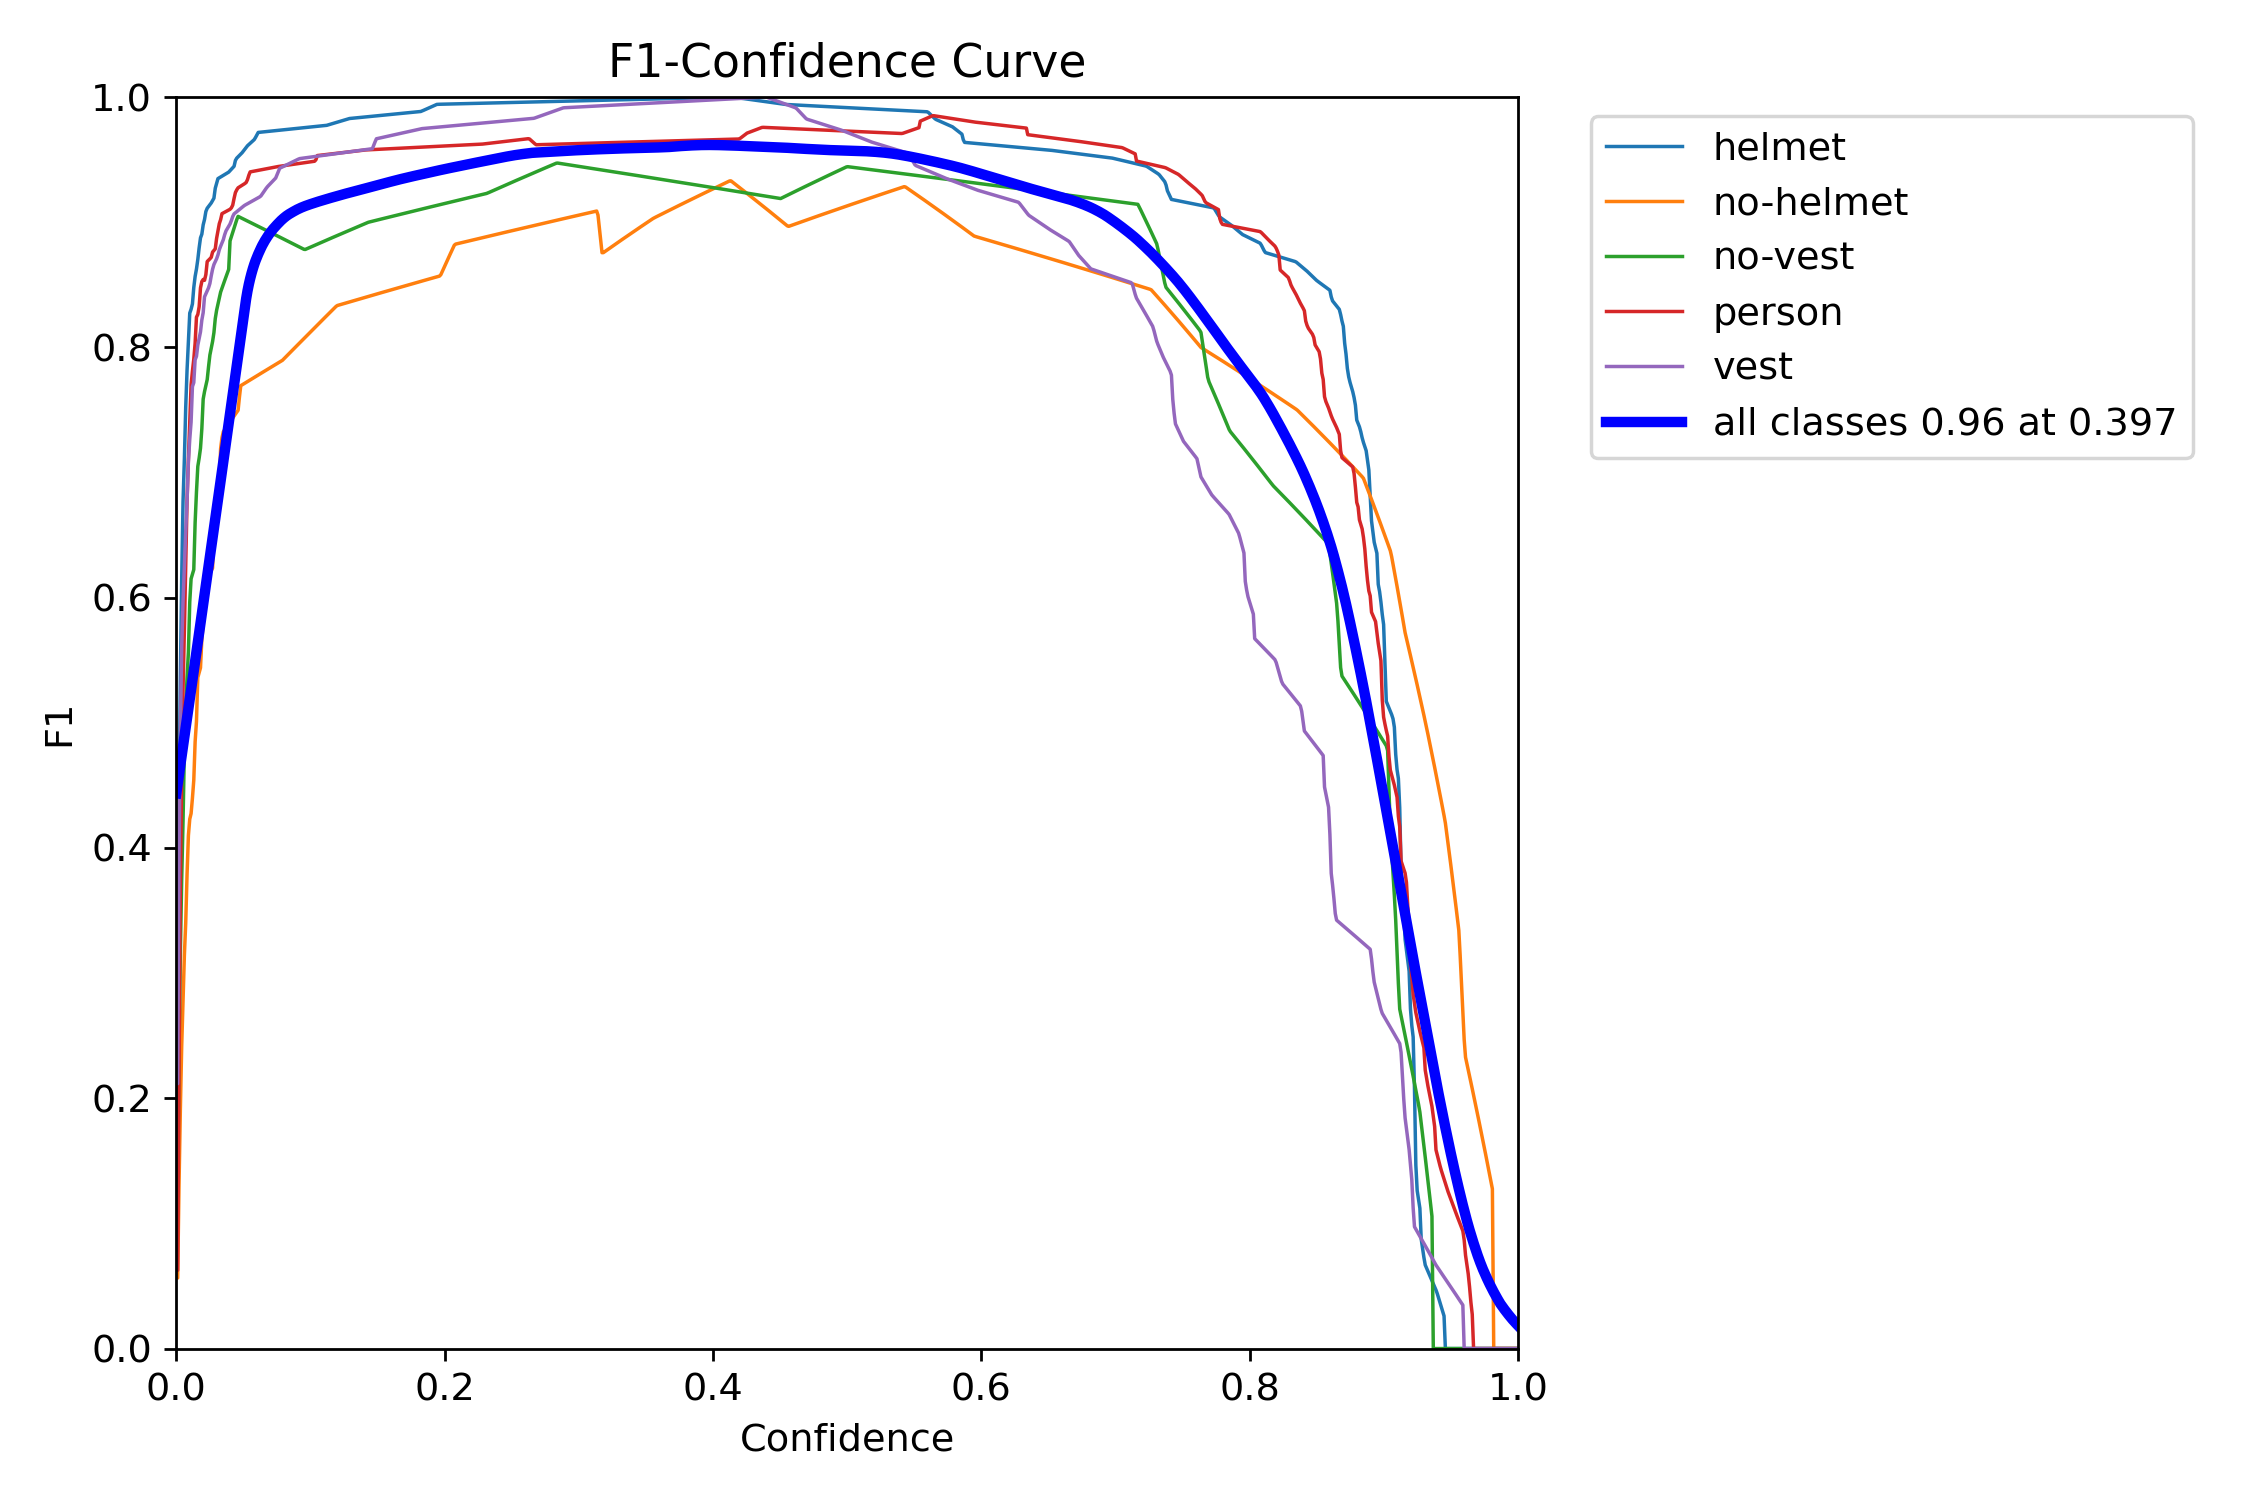 F1-Confidence Curve
1.0
0.8
0.6
0.4
0.2
0.0
F1
0.0 0.2 0.4 0.6 0.8 1.0
Confidence
helmet
no-helmet
no-vest
person
vest
all classes 0.96 at 0.397